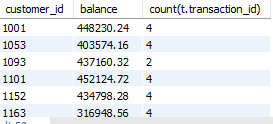 customer_id balance count(t.transaction_id)
1001 448230.24 4
1053 403574.16 4
1093 437160.32 2
1101 452124.72 4
1152 434798.28 4
1163 316948.56 4